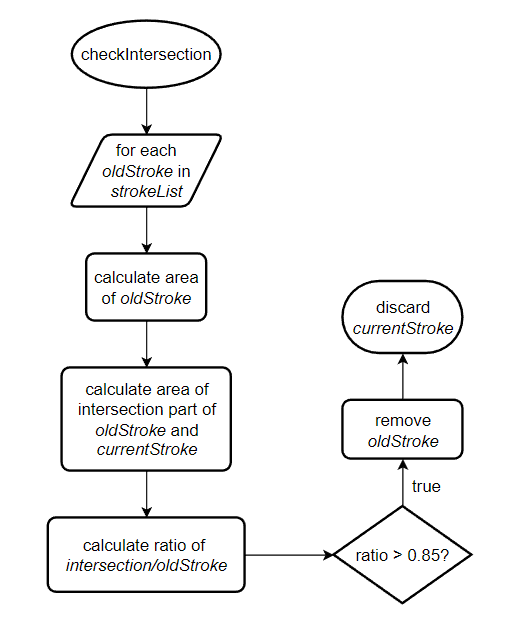 checkIntersection
for each
oldStroke in
strokeList
calculate area
of oldStroke
calculate area of
intersection part of
oldStroke and
currentStroke
calculate ratio of
intersection/oldStroke
ratio > 0.85?
true
remove
oldStroke
discard
currentStroke